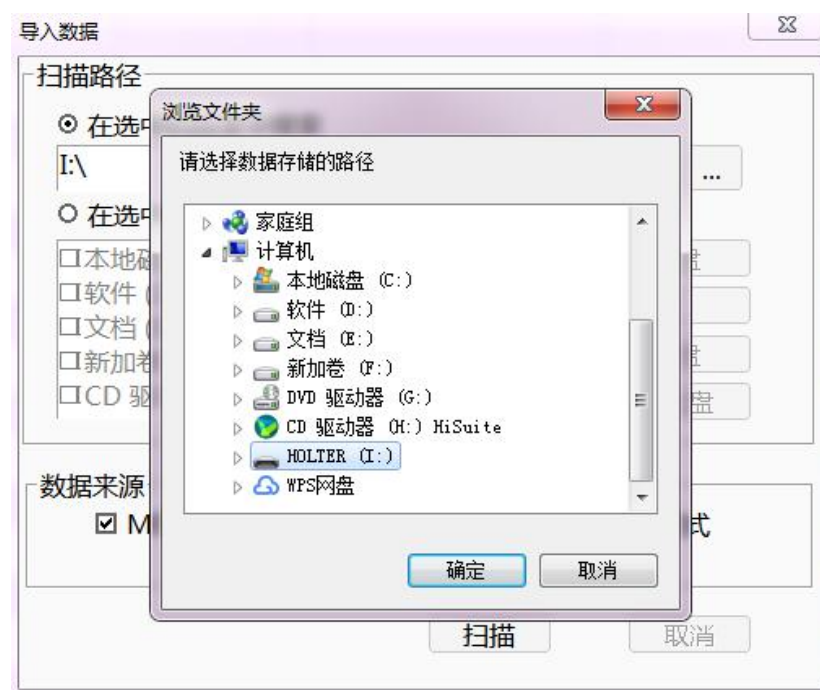 导入数据
扫描路径
浏览文件夹
在选中
请选择数据存储的路径
I:\
...
在选中
家庭组
计算机
本地磁盘 (C:)
软件 (D:)
文档 (E:)
新加卷 (F:)
DVD 驱动器 (G:)
CD 驱动器 (H:) HiSuite
HOLTER (I:)
WPS网盘
本地磁
软件 (
文档 (
新加卷
CD 驱
盘
数据来源
M
式
确定
取消
扫描
取消